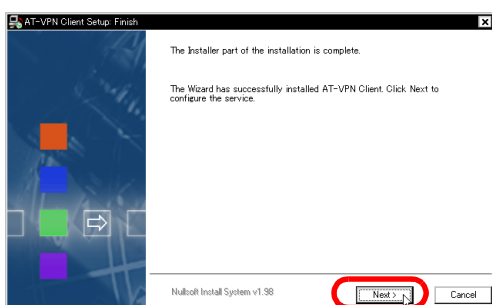 AT-VPN Client Setup: Finish
The Installer part of the installation is complete.
The Wizard has successfully installed AT-VPN Client. Click Next to
configure the service.
Nullsoft Install System v1.98
Next >
Cancel